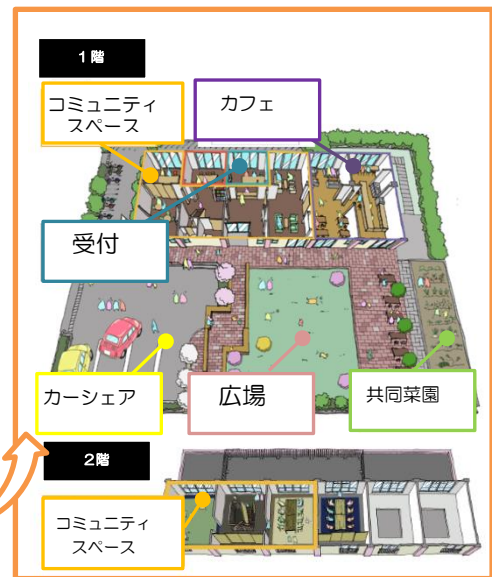 1階
コミュニティ
スペース
カフェ
受付
カーシェア
広場
共同菜園
2階
コミュニティ
スペース